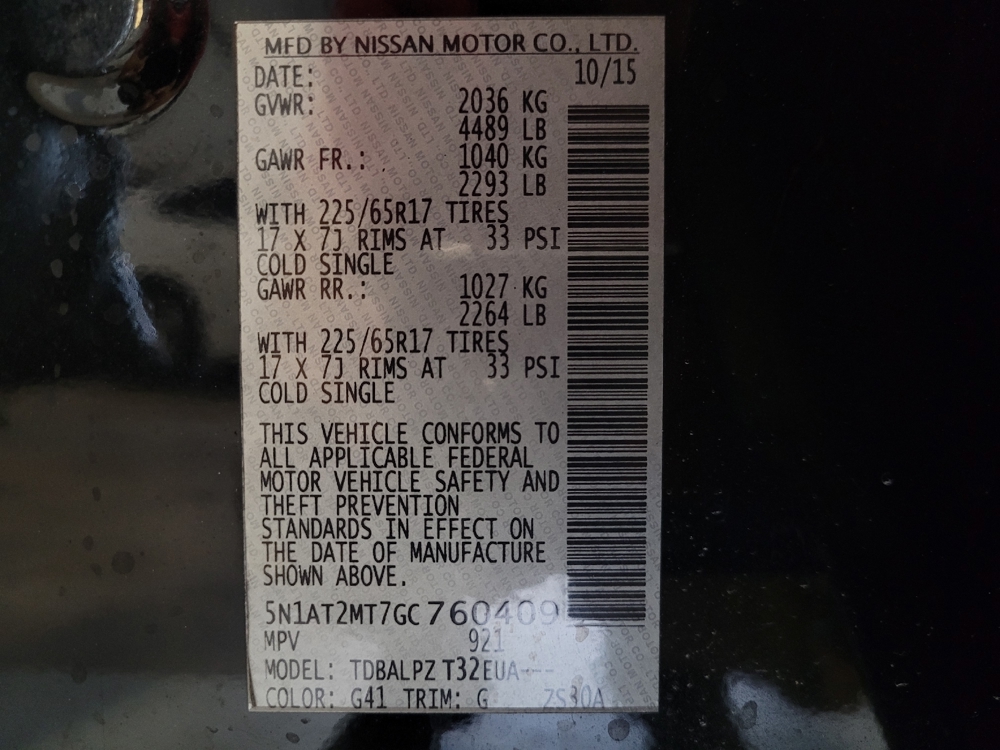 MFD BY NISSAN MOTOR CO., LTD.
DATE: 10/15
GVWR: 2036 KG
4489 LB
GAWR FR.: 1040 KG
2293 LB
WITH 225/65R17 TIRES
17 X 7J RIMS AT 33 PSI
COLD SINGLE
GAWR RR.: 1027 KG
2264 LB
WITH 225/65R17 TIRES
17 X 7J RIMS AT 33 PSI
COLD SINGLE
THIS VEHICLE CONFORMS TO
ALL APPLICABLE FEDERAL
MOTOR VEHICLE SAFETY AND
THEFT PREVENTION
STANDARDS IN EFFECT ON
THE DATE OF MANUFACTURE
SHOWN ABOVE.
5N1AT2MT7GC760409
MPV 921
MODEL: TDBALPZ T32EUA---
COLOR: G41 TRIM: G ZS30A